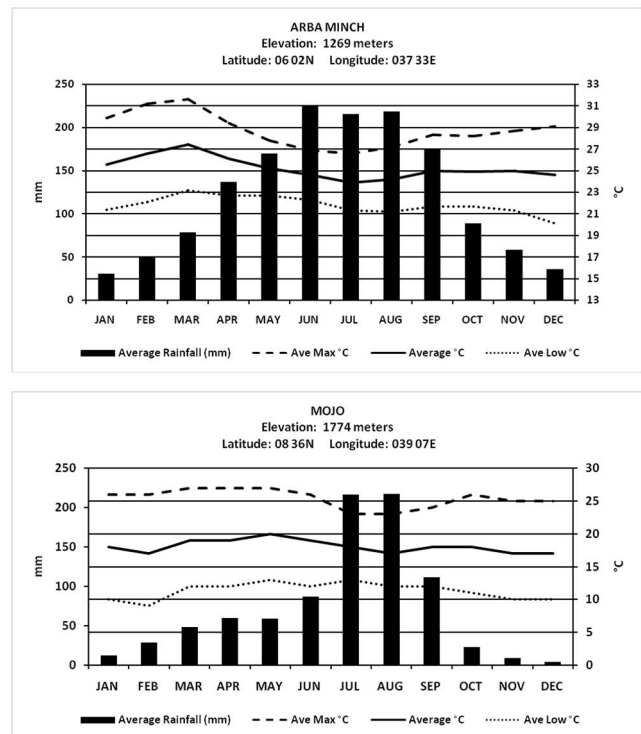 ARBA MINCH
Elevation: 1269 meters
Latitude: 06 02N Longitude: 037 33E
250
200
150
100
50
0
mm
33
31
29
27
25
23
21
19
17
15
13
°C
JAN FEB MAR APR MAY JUN JUL AUG SEP OCT NOV DEC
Average Rainfall (mm) Ave Max °C Average °C Ave Low °C
MOJO
Elevation: 1774 meters
Latitude: 08 36N Longitude: 039 07E
250
200
150
100
50
0
mm
30
25
20
15
10
5
0
°C
JAN FEB MAR APR MAY JUN JUL AUG SEP OCT NOV DEC
Average Rainfall (mm) Ave Max °C Average °C Ave Low °C